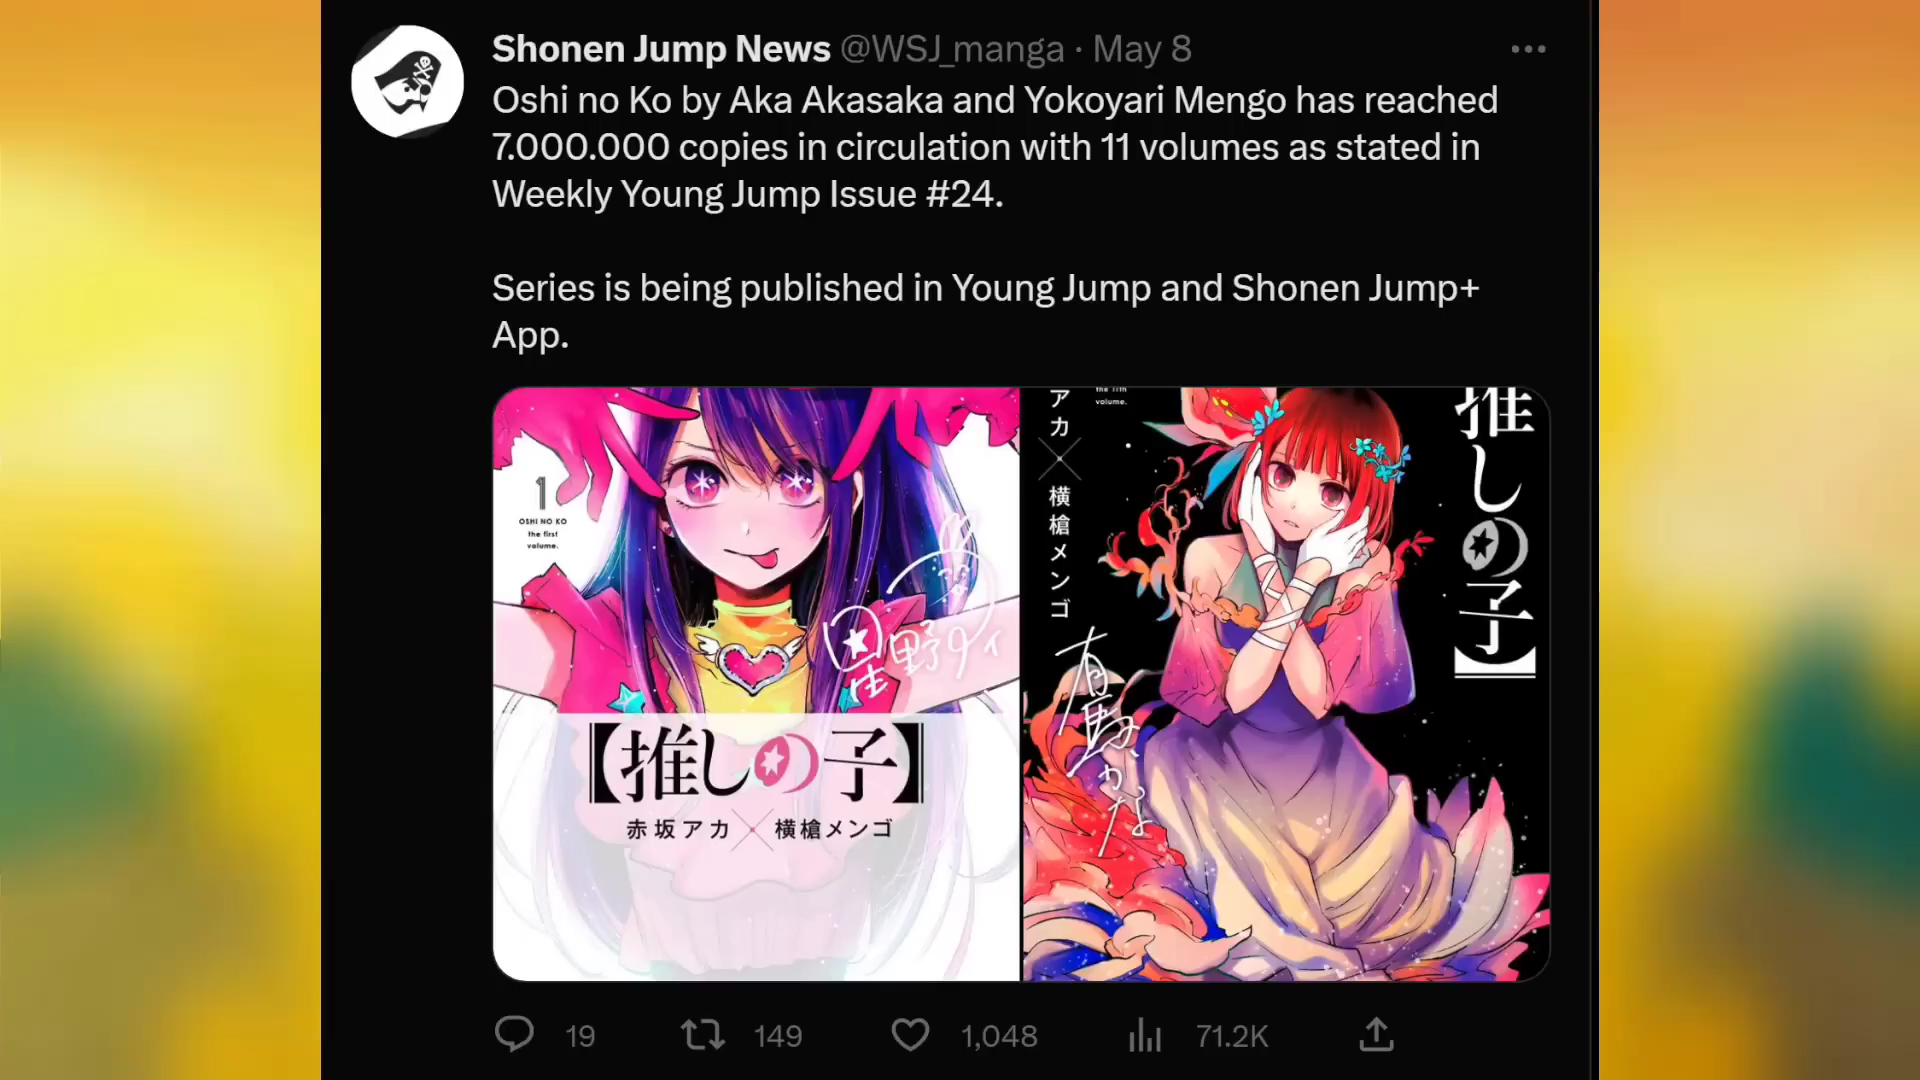 Shonen Jump News @WSJ_manga · May 8
Oshi no Ko by Aka Akasaka and Yokoyari Mengo has reached
7.000.000 copies in circulation with 11 volumes as stated in
Weekly Young Jump Issue #24.
Series is being published in Young Jump and Shonen Jump+
App.
1
OSHI NO KO
the first
volume.
星野アイ
【推しの子】
赤坂アカ×横槍メンゴ
アカ×横槍メンゴ
the 11th
volume.
有馬かな
推しの子】
19
149
1,048
71.2K